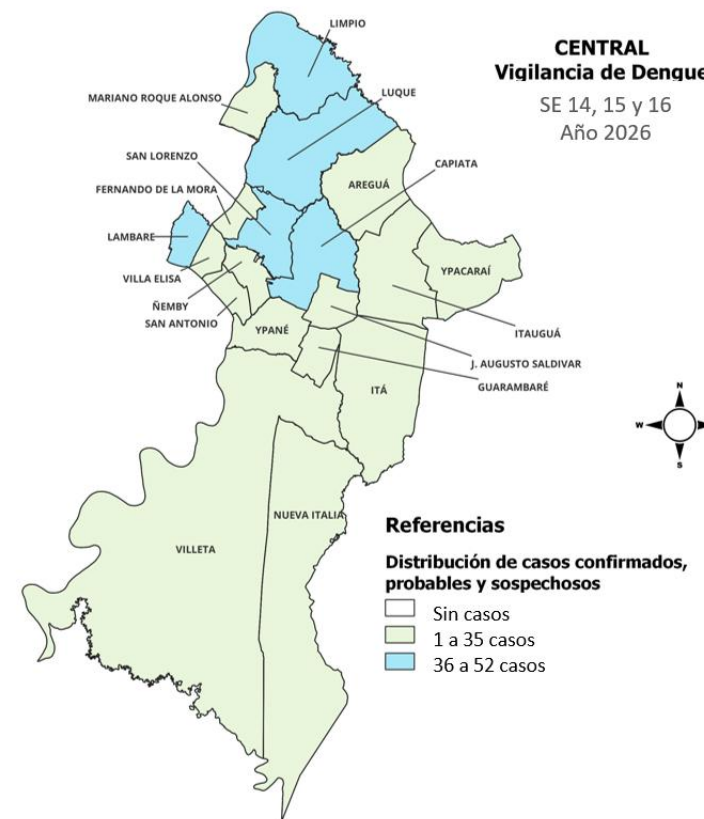 LIMPIO
CENTRAL
Vigilancia de Dengue
SE 14, 15 y 16
Año 2026
MARIANO ROQUE ALONSO
LUQUE
SAN LORENZO
CAPIATA
FERNANDO DE LA MORA
AREGUÁ
LAMBARE
YPACARAÍ
VILLA ELISA
ÑEMBY
SAN ANTONIO
YPANÉ
ITAUGUÁ
J. AUGUSTO SALDIVAR
GUARAMBARÉ
ITÁ
N
W
S
NUEVA ITALIA
VILLETA
Referencias
Distribución de casos confirmados,
probables y sospechosos
Sin casos
1 a 35 casos
36 a 52 casos